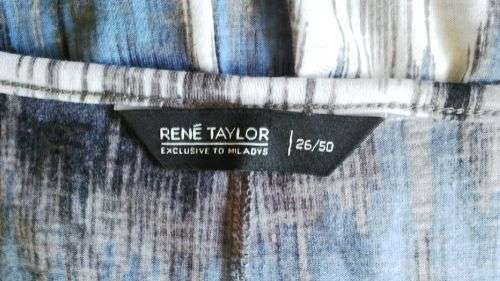 RENÉ TAYLOR
EXCLUSIVE TO MILADYS
26/50